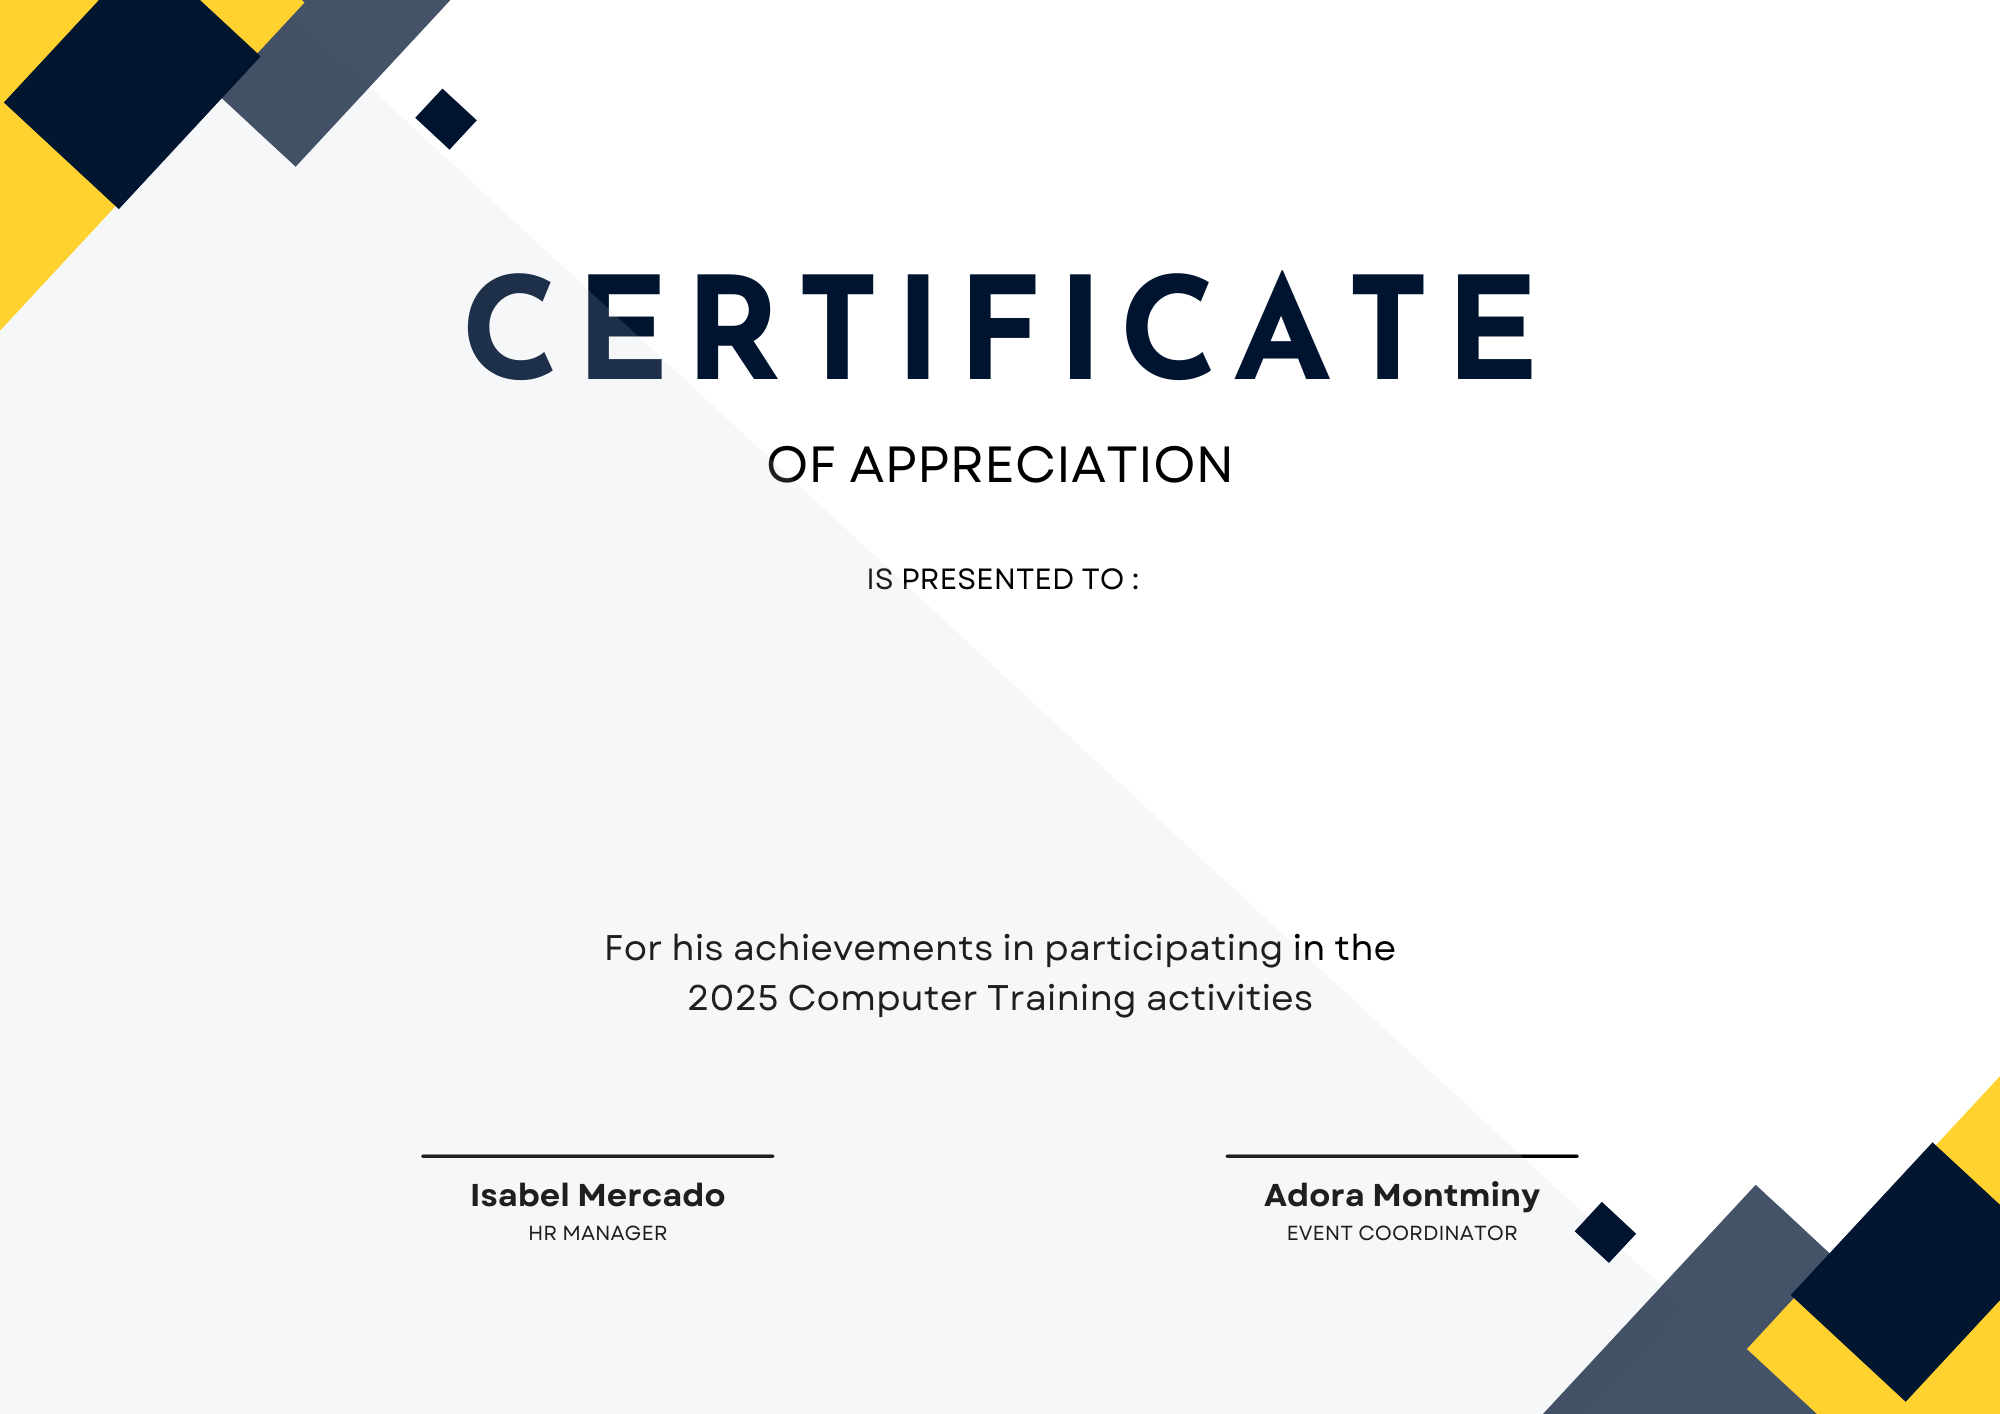 CERTIFICATE
OF APPRECIATION
IS PRESENTED TO :
For his achievements in participating in the
2025 Computer Training activities
Isabel Mercado
HR MANAGER
Adora Montminy
EVENT COORDINATOR